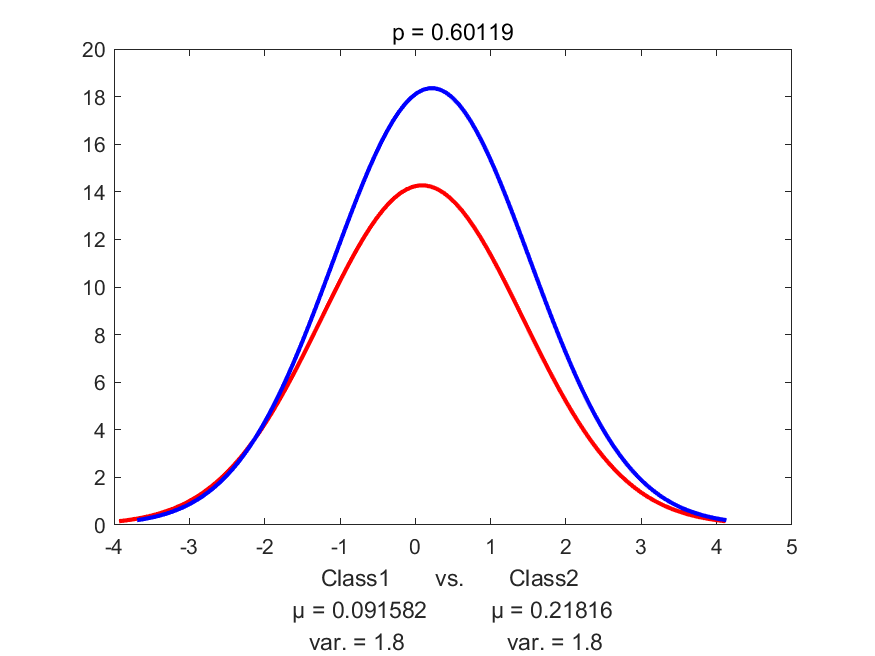 p = 0.60119
20
18
16
14
12
10
8
6
4
2
0
-4 -3 -2 -1 0 1 2 3 4 5
Class1 vs. Class2
μ = 0.091582 μ = 0.21816
var. = 1.8 var. = 1.8